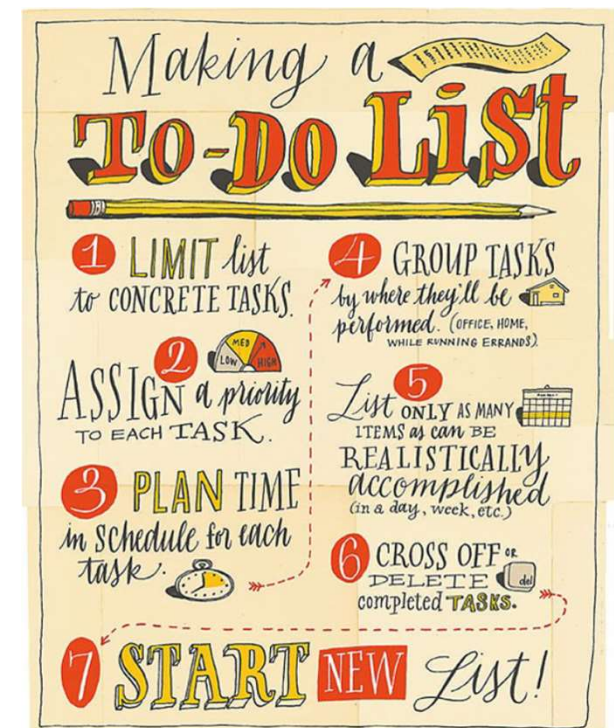 Making a
TO-DO LiSt
1 LIMIT list
to CONCRETE TASKS.
2
LOW MED HIGH
ASSIGN a priority
TO EACH TASK.
3 PLAN TIME
in schedule for each
task.
4 GROUP TASKS
by where they'll be
performed. (OFFICE, HOME,
WHILE RUNNING ERRANDS).
5
List ONLY AS MANY
ITEMS as can BE
REALISTICALLY
accomplished
(in a day, week, etc.)
6 CROSS OFF OR
DELETE del
completed TASKS.
7 START NEW List!